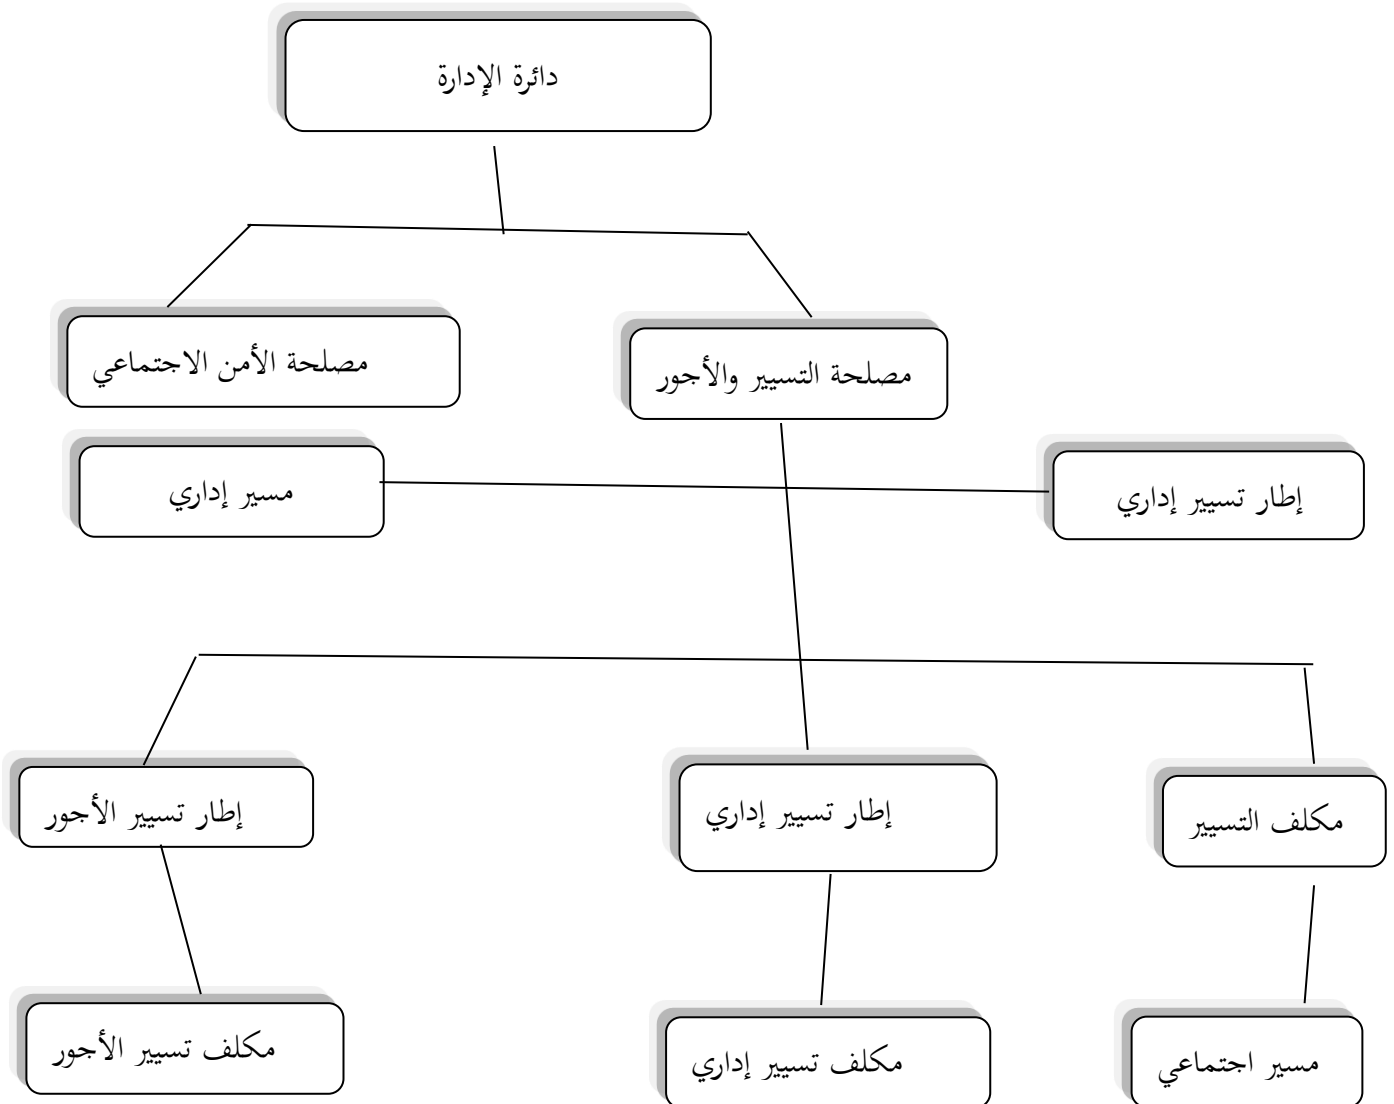 دائرة الإدارة
مصلحة التسيير والأجور
مصلحة الأمن الاجتماعي
إطار تسيير إداري
مسير إداري
مكلف التسيير
إطار تسيير إداري
إطار تسيير الأجور
مسير اجتماعي
مكلف تسيير إداري
مكلف تسيير الأجور